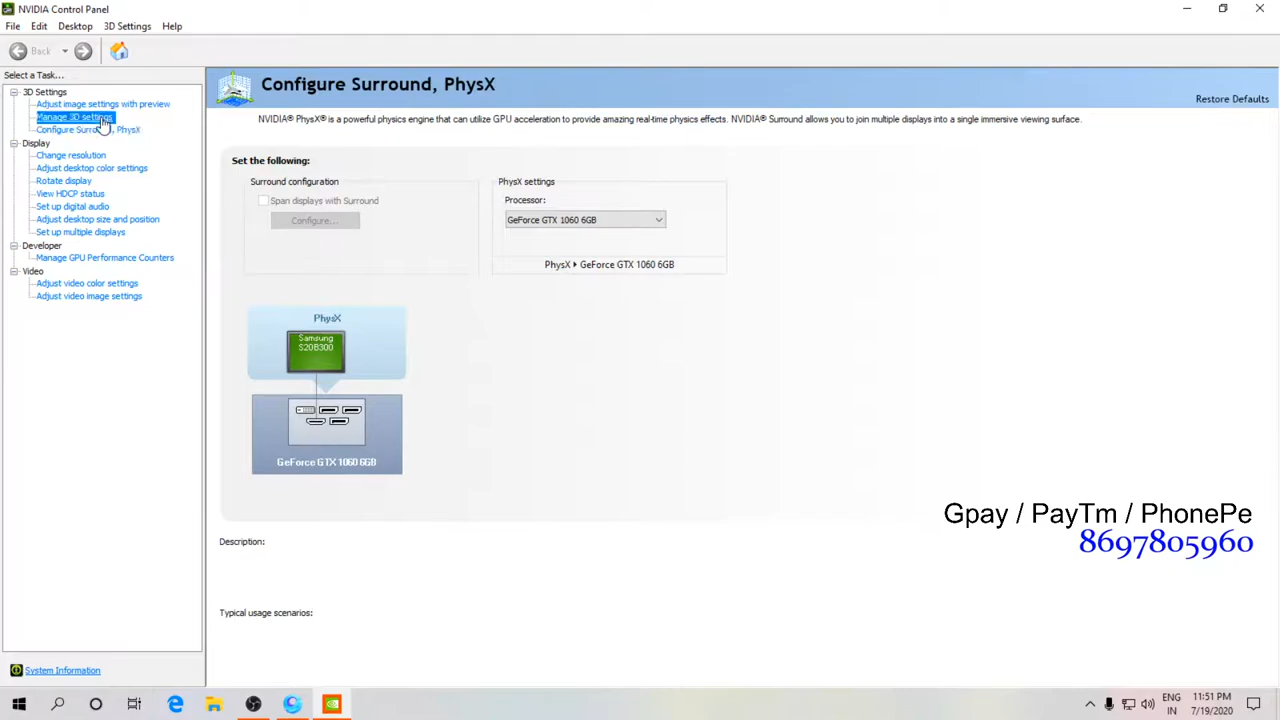 NVIDIA Control Panel
File Edit Desktop 3D Settings Help
Back
Select a Task...
3D Settings
Adjust image settings with preview
Manage 3D settings
Configure Surround, PhysX
Display
Change resolution
Adjust desktop color settings
Rotate display
View HDCP status
Set up digital audio
Adjust desktop size and position
Set up multiple displays
Developer
Manage GPU Performance Counters
Video
Adjust video color settings
Adjust video image settings
System Information
Configure Surround, PhysX
Restore Defaults
NVIDIA® PhysX® is a powerful physics engine that can utilize GPU acceleration to provide amazing real-time physics effects. NVIDIA® Surround allows you to join multiple displays into a single immersive viewing surface.
Set the following:
Surround configuration
Span displays with Surround
Configure...
PhysX settings
Processor:
GeForce GTX 1060 6GB
PhysX GeForce GTX 1060 6GB
PhysX
Samsung
S20B300
GeForce GTX 1060 6GB
Gpay / PayTm / PhonePe
8697805960
Description:
Typical usage scenarios:
ENG
IN
11:51 PM
7/19/2020